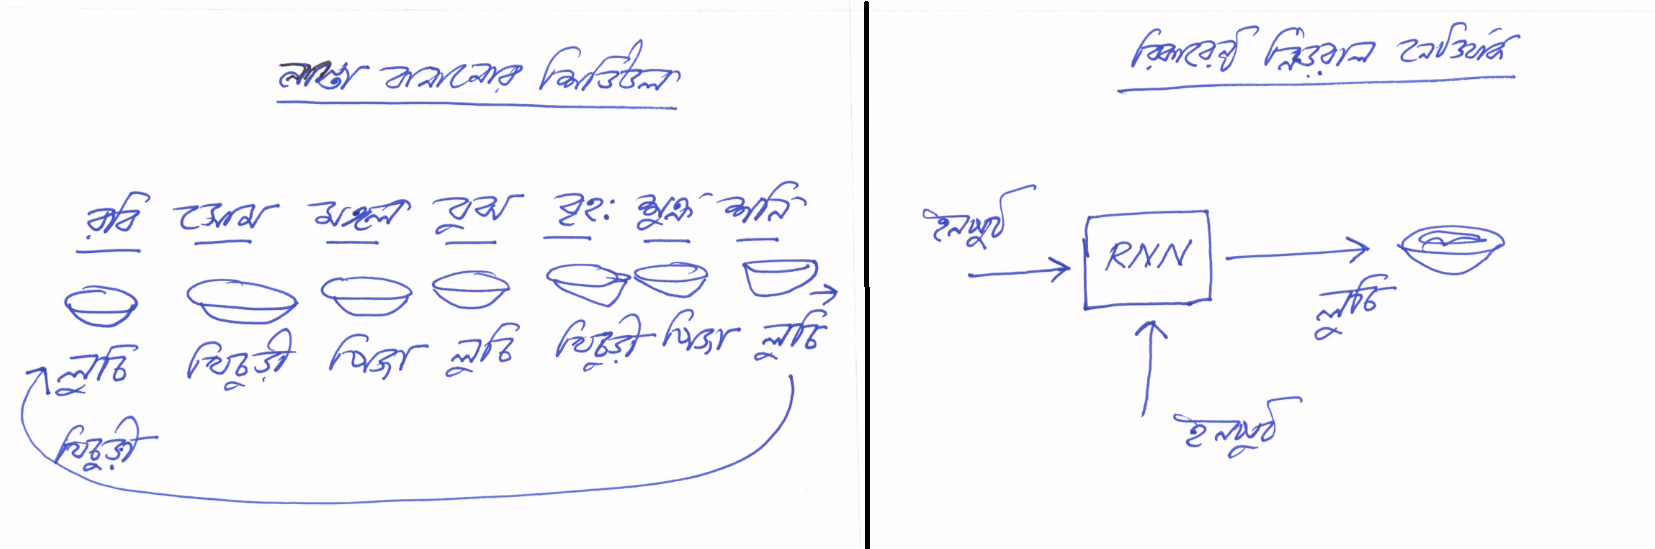 নাস্তা বানানোর শিডিউল
রবি সোম মঙ্গল বুধ বৃহ: শুক্র শনি
লুচি খিচুড়ী পিজা লুচি খিচুড়ী পিজা লুচি
খিচুড়ী
রিকারেন্ট নিউরাল নেটওয়ার্ক
ইনপুট
RNN
লুচি
ইনপুট